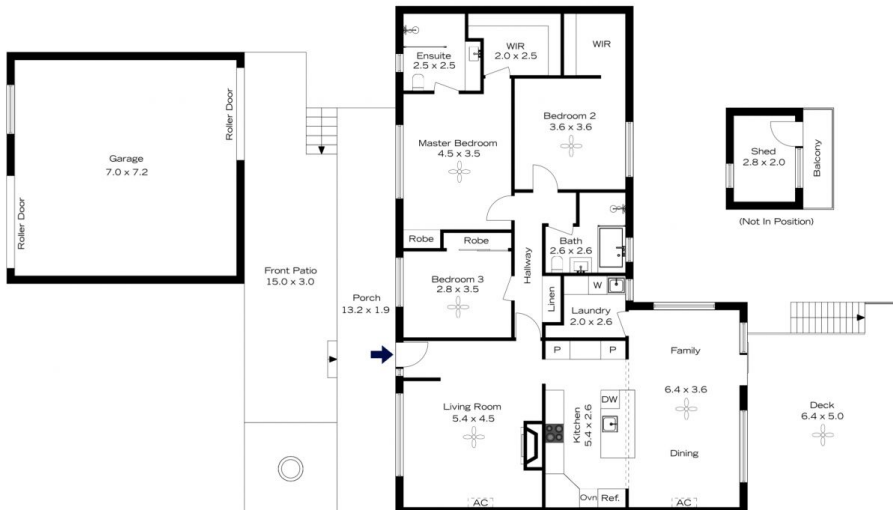 Ensuite
2.5 x 2.5
WIR
2.0 x 2.5
WIR
Garage
7.0 x 7.2
Roller Door
Roller Door
Front Patio
15.0 x 3.0
Porch
13.2 x 1.9
Master Bedroom
4.5 x 3.5
Bedroom 2
3.6 x 3.6
Shed
2.8 x 2.0
Balcony
(Not In Position)
Robe
Robe
Bedroom 3
2.8 x 3.5
Hallway
Bath
2.6 x 2.6
Linen
W
Laundry
2.0 x 2.6
P
P
Living Room
5.4 x 4.5
AC
Kitchen
5.4 x 2.6
DW
Ovn
Ref.
Family
6.4 x 3.6
Dining
AC
Deck
6.4 x 5.0